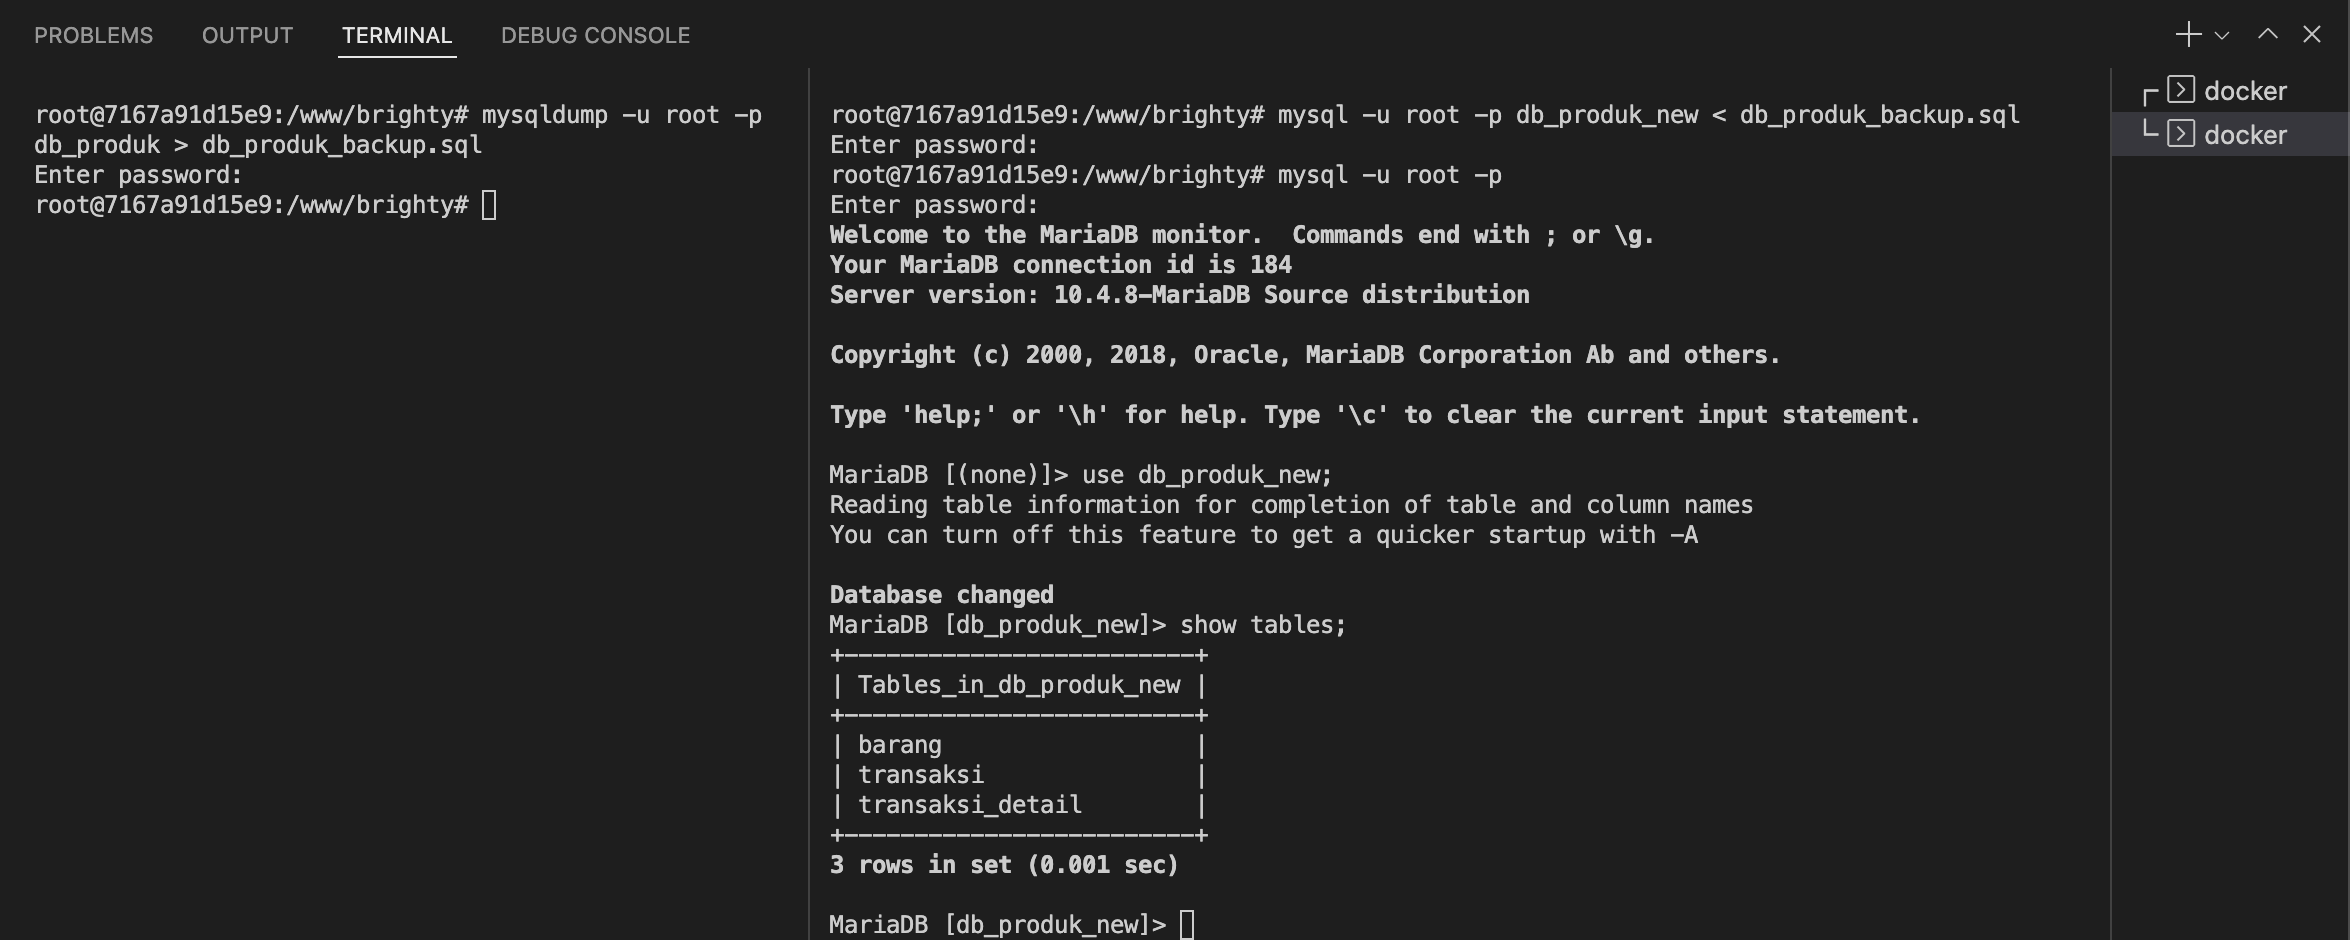 PROBLEMS OUTPUT TERMINAL DEBUG CONSOLE
root@7167a91d15e9:/www/brighty# mysqldump -u root -p
db_produk > db_produk_backup.sql
Enter password:
root@7167a91d15e9:/www/brighty#
root@7167a91d15e9:/www/brighty# mysql -u root -p db_produk_new < db_produk_backup.sql
Enter password:
root@7167a91d15e9:/www/brighty# mysql -u root -p
Enter password:
Welcome to the MariaDB monitor.  Commands end with ; or \g.
Your MariaDB connection id is 184
Server version: 10.4.8-MariaDB Source distribution
Copyright (c) 2000, 2018, Oracle, MariaDB Corporation Ab and others.
Type 'help;' or '\h' for help. Type '\c' to clear the current input statement.
MariaDB [(none)]> use db_produk_new;
Reading table information for completion of table and column names
You can turn off this feature to get a quicker startup with -A
Database changed
MariaDB [db_produk_new]> show tables;
+-------------------------+
| Tables_in_db_produk_new |
+-------------------------+
| barang                  |
| transaksi               |
| transaksi_detail        |
+-------------------------+
3 rows in set (0.001 sec)
MariaDB [db_produk_new]>
docker
docker